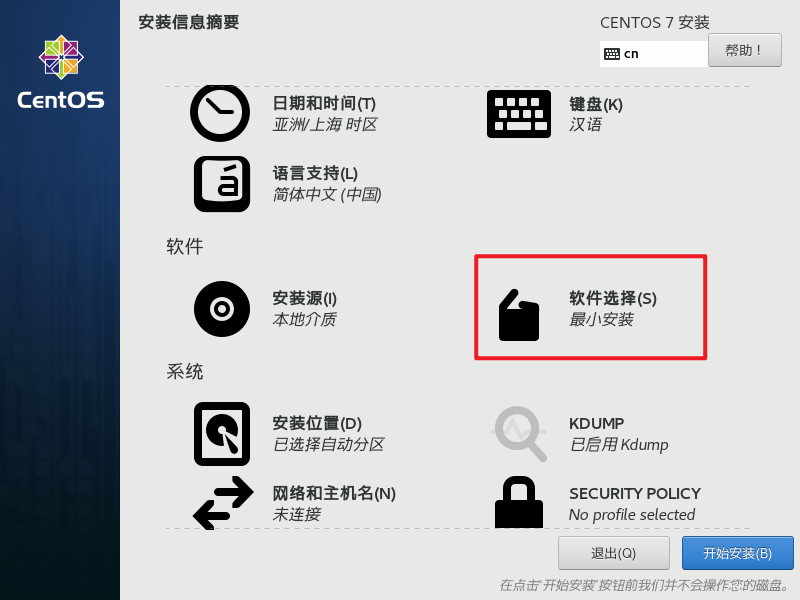 CentOS
安装信息摘要
CENTOS 7 安装
cn
帮助！
日期和时间(T)
亚洲/上海 时区
键盘(K)
汉语
á
语言支持(L)
简体中文 (中国)
软件
安装源(I)
本地介质
软件选择(S)
最小安装
系统
安装位置(D)
已选择自动分区
KDUMP
已启用 Kdump
网络和主机名(N)
未连接
SECURITY POLICY
No profile selected
退出(Q)
开始安装(B)
在点击"开始安装"按钮前我们并不会操作您的磁盘。